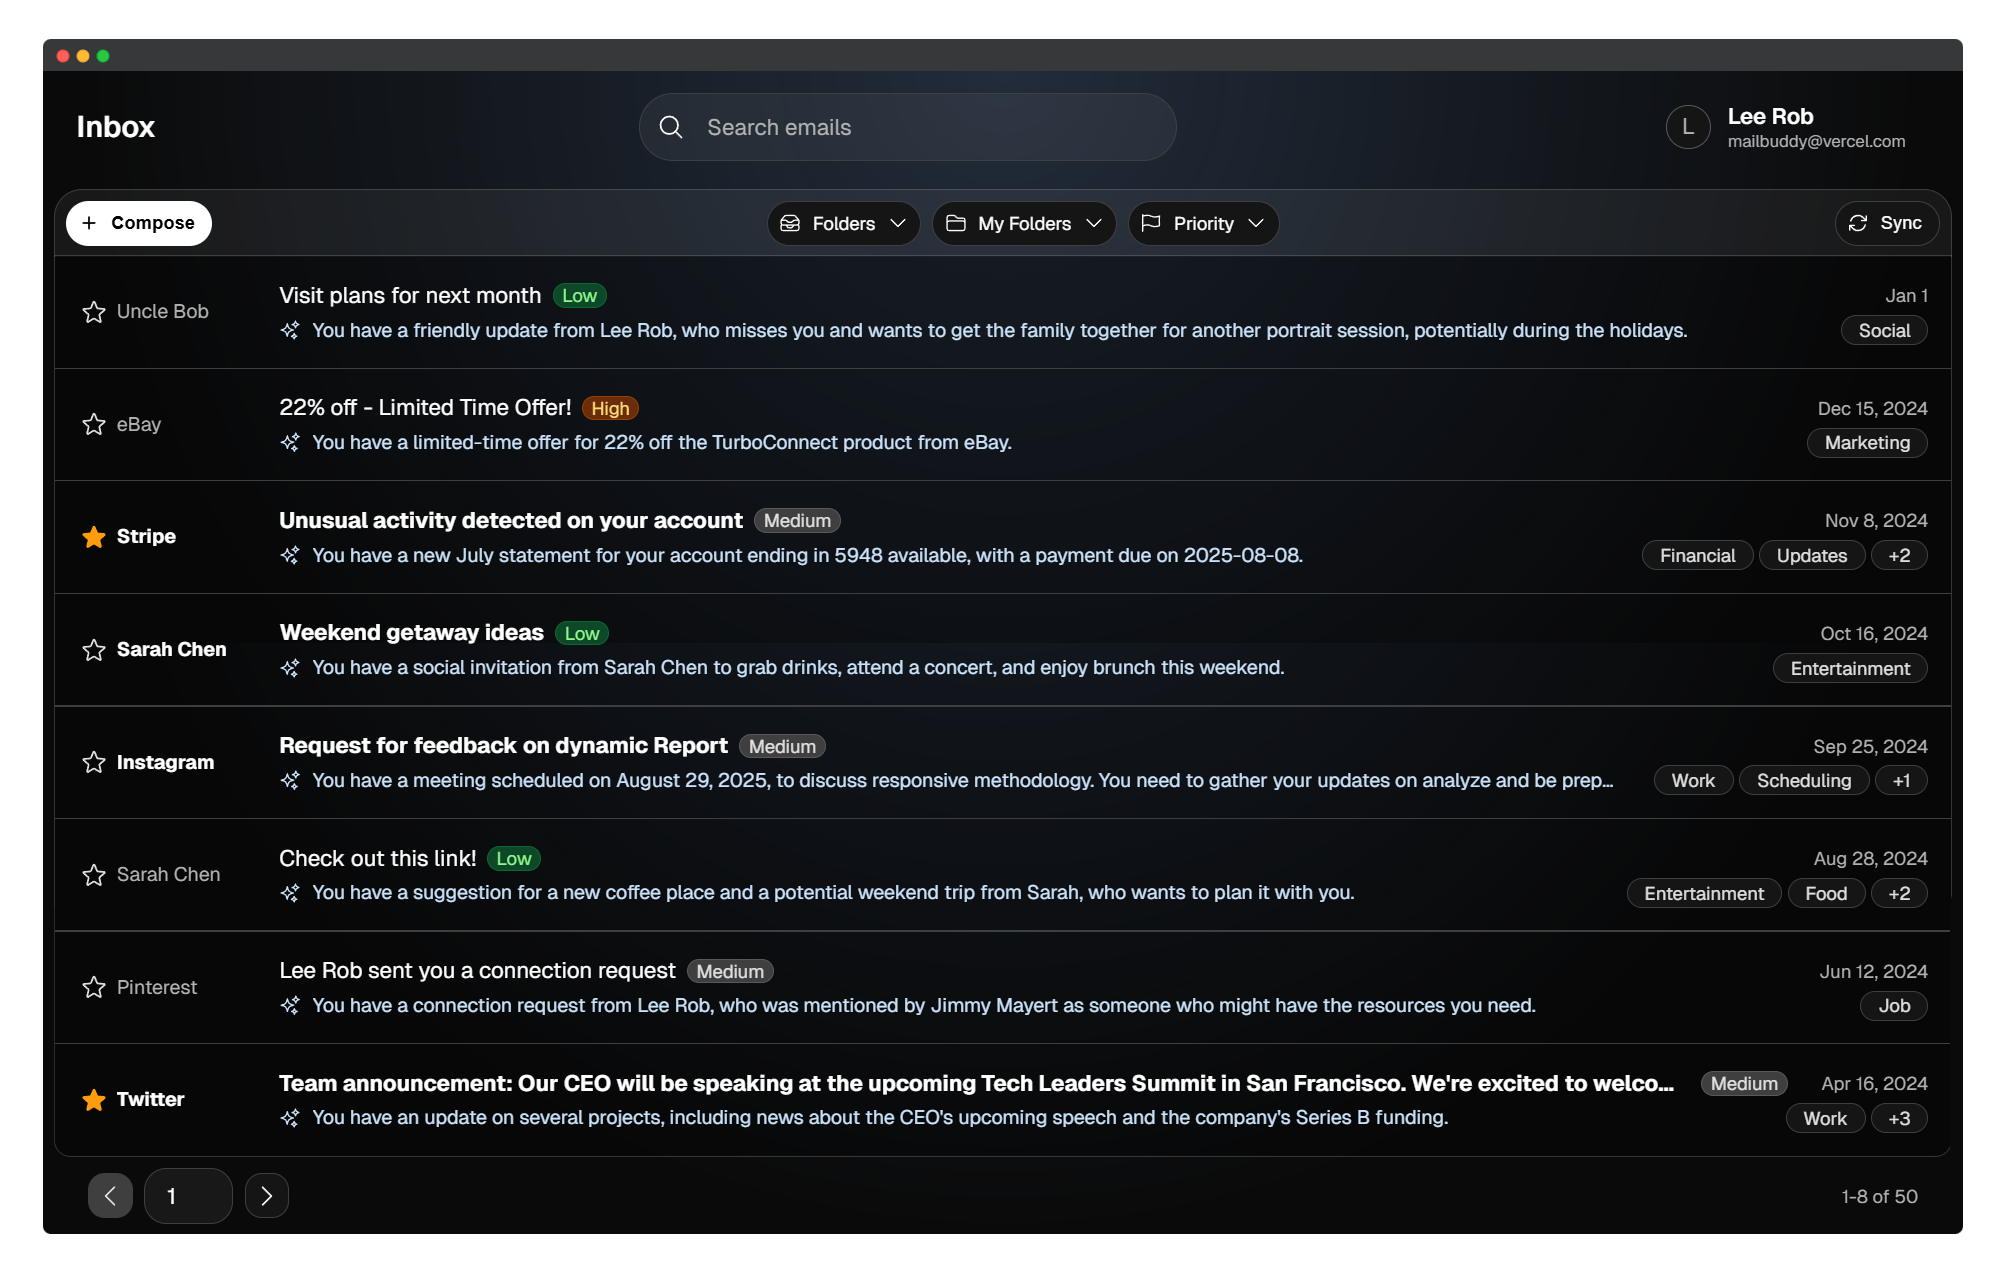 Inbox
Search emails
L
Lee Rob
mailbuddy@vercel.com
+ Compose
Folders
My Folders
Priority
Sync
Uncle Bob
Visit plans for next month Low
Jan 1
You have a friendly update from Lee Rob, who misses you and wants to get the family together for another portrait session, potentially during the holidays.
Social
eBay
22% off - Limited Time Offer! High
Dec 15, 2024
You have a limited-time offer for 22% off the TurboConnect product from eBay.
Marketing
Stripe
Unusual activity detected on your account Medium
Nov 8, 2024
You have a new July statement for your account ending in 5948 available, with a payment due on 2025-08-08.
Financial Updates +2
Sarah Chen
Weekend getaway ideas Low
Oct 16, 2024
You have a social invitation from Sarah Chen to grab drinks, attend a concert, and enjoy brunch this weekend.
Entertainment
Instagram
Request for feedback on dynamic Report Medium
Sep 25, 2024
You have a meeting scheduled on August 29, 2025, to discuss responsive methodology. You need to gather your updates on analyze and be prep...
Work Scheduling +1
Sarah Chen
Check out this link! Low
Aug 28, 2024
You have a suggestion for a new coffee place and a potential weekend trip from Sarah, who wants to plan it with you.
Entertainment Food +2
Pinterest
Lee Rob sent you a connection request Medium
Jun 12, 2024
You have a connection request from Lee Rob, who was mentioned by Jimmy Mayert as someone who might have the resources you need.
Job
Twitter
Team announcement: Our CEO will be speaking at the upcoming Tech Leaders Summit in San Francisco. We're excited to welco... Medium
Apr 16, 2024
You have an update on several projects, including news about the CEO's upcoming speech and the company's Series B funding.
Work +3
1
1-8 of 50